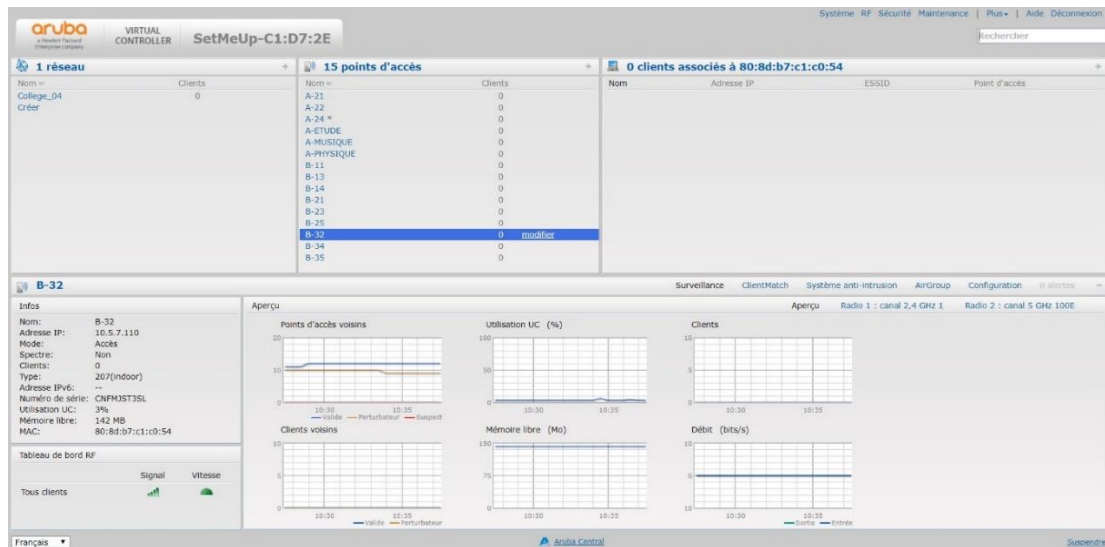 Système RF Sécurité Maintenance | Plus | Aide Déconnexion
aruba
a Hewlett Packard
Enterprise company
VIRTUAL
CONTROLLER
SetMeUp-C1:D7:2E
Rechercher
1 réseau +
Nom Clients
College_04 0
Créer
15 points d'accès +
Nom Clients
A-21 0
A-22 0
A-24 * 0
A-ETUDE 0
A-MUSIQUE 0
A-PHYSIQUE 0
B-11 0
B-13 0
B-14 0
B-21 0
B-23 0
B-25 0
B-32 0 modifier
B-34 0
B-35 0
0 clients associés à 80:8d:b7:c1:c0:54 +
Nom Adresse IP ESSID Point d'accès
B-32
Surveillance ClientMatch Système anti-intrusion AirGroup Configuration 0 alertes
Infos
Nom: B-32
Adresse IP: 10.5.7.110
Mode: Accès
Spectre: Non
Clients: 0
Type: 207(indoor)
Adresse IPv6: --
Numéro de série: CNFMJST3SL
Utilisation UC: 3%
Mémoire libre: 142 MB
MAC: 80:8d:b7:c1:c0:54
Tableau de bord RF
Signal Vitesse
Tous clients
Aperçu
Aperçu Radio 1 : canal 2,4 GHz 1 Radio 2 : canal 5 GHz 100E
Points d'accès voisins
20
10
0
10:30 10:35
Valide Perturbateur Suspect
Utilisation UC (%)
100
50
0
10:30 10:35
Clients
10
5
0
10:30 10:35
Clients voisins
10
5
0
10:30 10:35
Valide Perturbateur
Mémoire libre (Mo)
150
75
0
10:30 10:35
Débit (bits/s)
10
0
10
10:30 10:35
Sortie Entrée
Français
Aruba Central
Suspendre